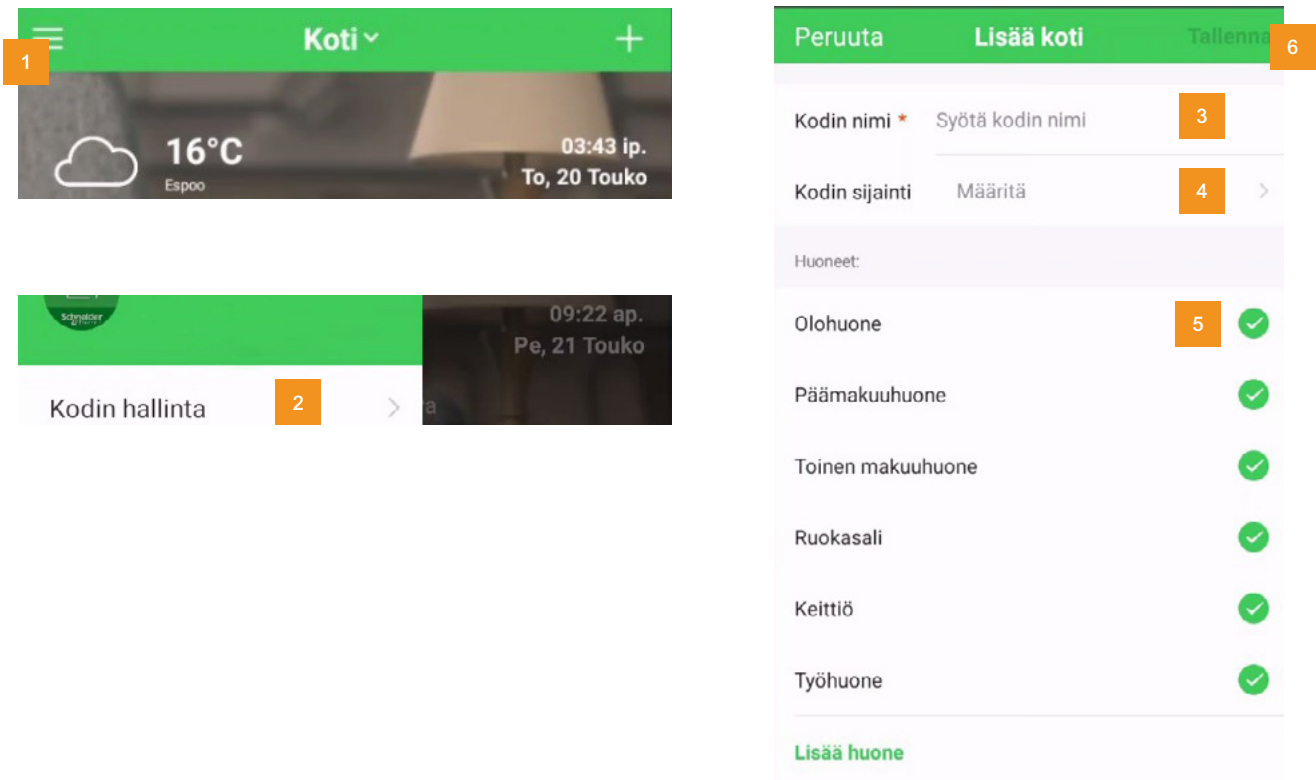 1
Koti
16°C
Espoo
03:43 ip.
To, 20 Touko
Schneider
Electric
09:22 ap.
Pe, 21 Touko
Kodin hallinta
2
a
Peruuta
Lisää koti
Tallenna
6
Kodin nimi *
Syötä kodin nimi
3
Kodin sijainti
Määritä
4
Huoneet:
Olohuone
5
Päämakuuhuone
Toinen makuuhuone
Ruokasali
Keittiö
Työhuone
Lisää huone